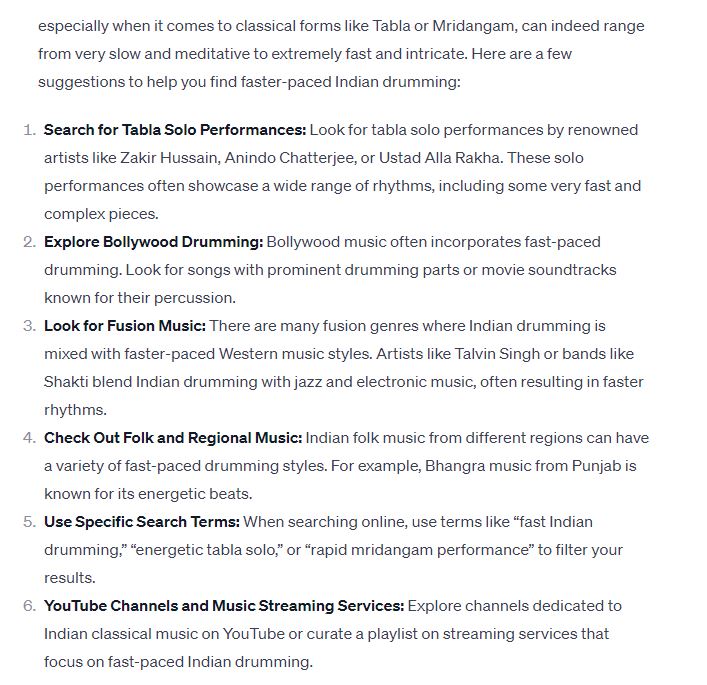 especially when it comes to classical forms like Tabla or Mridangam, can indeed range
from very slow and meditative to extremely fast and intricate. Here are a few
suggestions to help you find faster-paced Indian drumming:
1. Search for Tabla Solo Performances: Look for tabla solo performances by renowned
artists like Zakir Hussain, Anindo Chatterjee, or Ustad Alla Rakha. These solo
performances often showcase a wide range of rhythms, including some very fast and
complex pieces.
2. Explore Bollywood Drumming: Bollywood music often incorporates fast-paced
drumming. Look for songs with prominent drumming parts or movie soundtracks
known for their percussion.
3. Look for Fusion Music: There are many fusion genres where Indian drumming is
mixed with faster-paced Western music styles. Artists like Talvin Singh or bands like
Shakti blend Indian drumming with jazz and electronic music, often resulting in faster
rhythms.
4. Check Out Folk and Regional Music: Indian folk music from different regions can have
a variety of fast-paced drumming styles. For example, Bhangra music from Punjab is
known for its energetic beats.
5. Use Specific Search Terms: When searching online, use terms like “fast Indian
drumming,” “energetic tabla solo,” or “rapid mridangam performance” to filter your
results.
6. YouTube Channels and Music Streaming Services: Explore channels dedicated to
Indian classical music on YouTube or curate a playlist on streaming services that
focus on fast-paced Indian drumming.